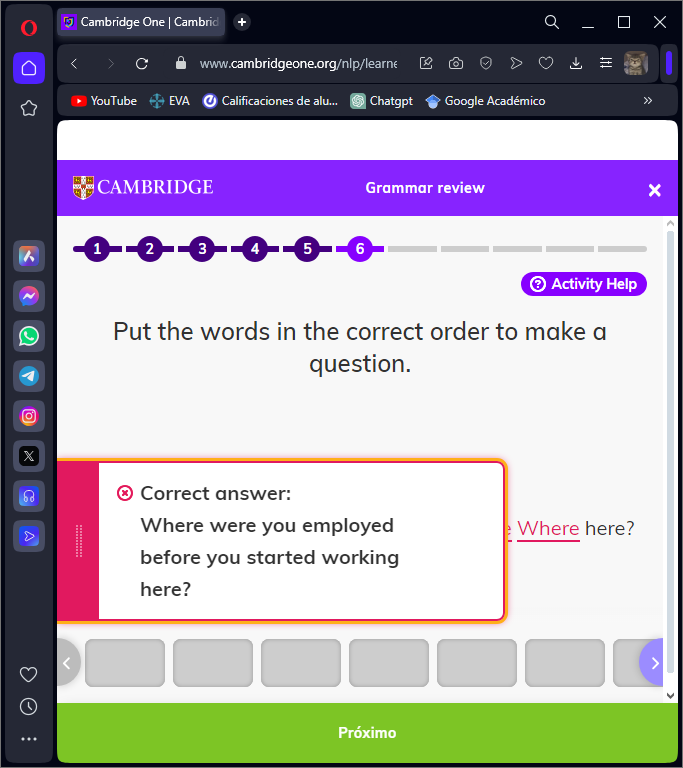 Cambridge One | Cambrid
www.cambridgeone.org/nlp/learne
YouTube
EVA
Calificaciones de alu...
Chatgpt
Google Académico
CAMBRIDGE
Grammar review
1 2 3 4 5 6
Activity Help
Put the words in the correct order to make a
question.
Correct answer:
Where were you employed
before you started working
here?
e Where here?
Próximo